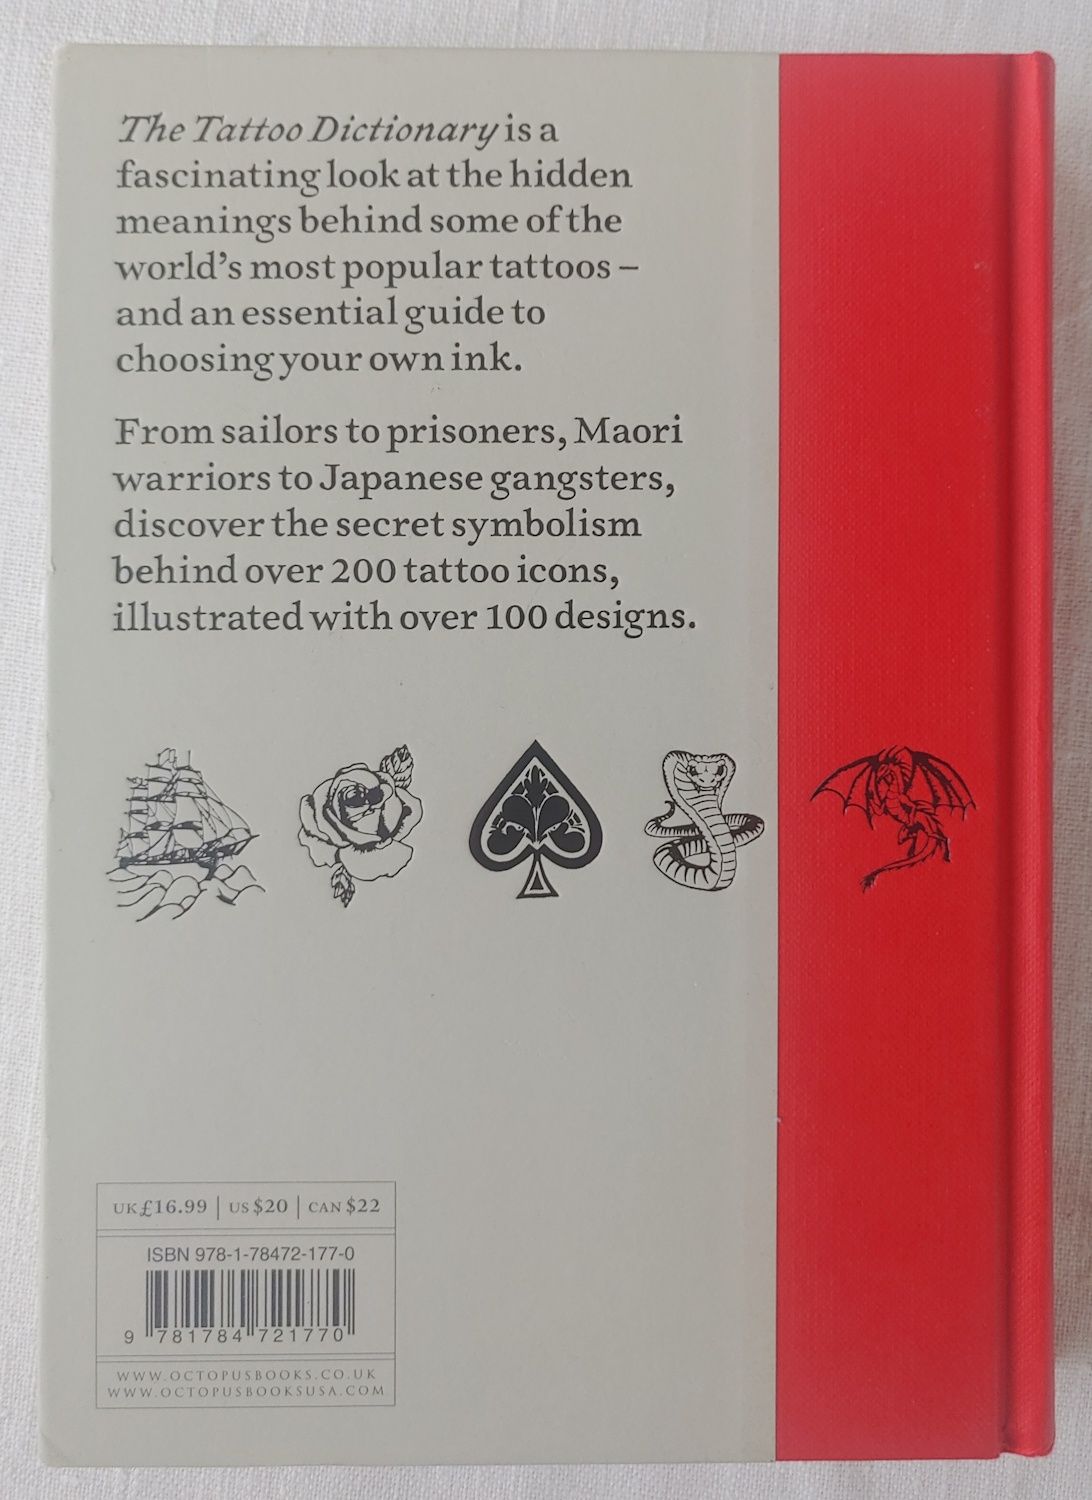 The Tattoo Dictionary is a
fascinating look at the hidden
meanings behind some of the
world's most popular tattoos –
and an essential guide to
choosing your own ink.
From sailors to prisoners, Maori
warriors to Japanese gangsters,
discover the secret symbolism
behind over 200 tattoo icons,
illustrated with over 100 designs.
UK £16.99 | US $20 | CAN $22
ISBN 978-1-78472-177-0
9 781784 721770
WWW.OCTOPUSBOOKS.CO.UK
WWW.OCTOPUSBOOKSUSA.COM